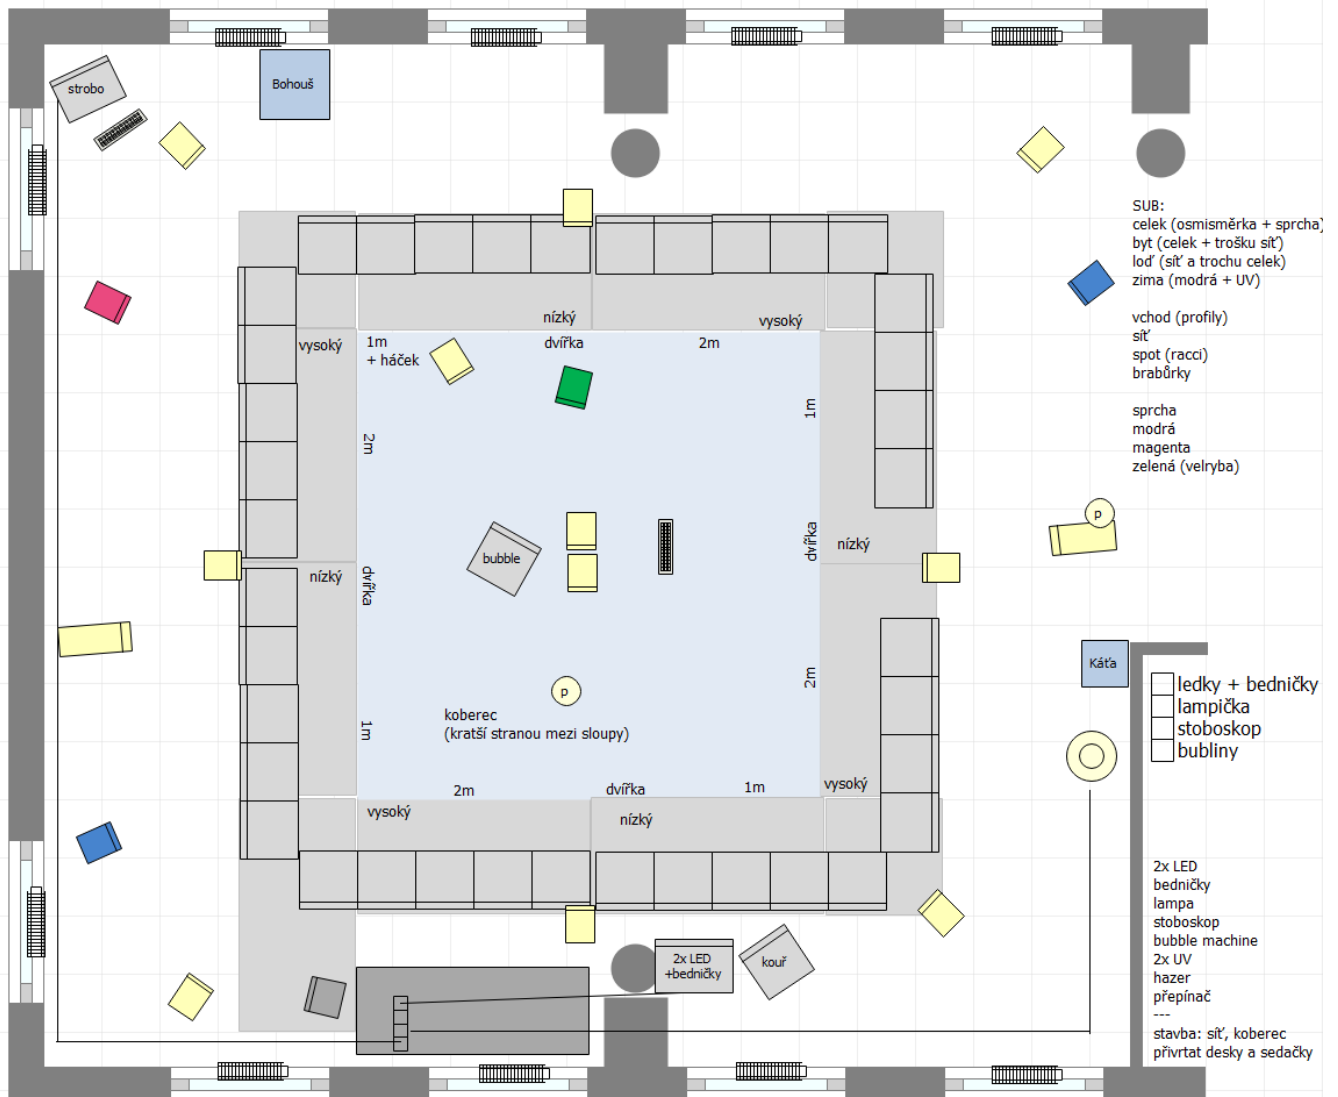 strobo
Bohouš
SUB:
celek (osmisměrka + sprcha)
byt (celek + trošku síť)
loď (síť a trochu celek)
zima (modrá + UV)
vchod (profily)
síť
spot (racci)
brabůrky
sprcha
modrá
magenta
zelená (velryba)
nízký
vysoký
vysoký
1m
+ háček
dvířka
2m
1m
2m
bubble
dvířka
nízký
nízký
dvířka
p
p
Káťa
2m
1m
koberec
(kratší stranou mezi sloupy)
ledky + bedničky
lampička
stoboskop
bubliny
2m
dvířka
1m
vysoký
vysoký
nízký
2x LED
+bedničky
kouř
2x LED
bedničky
lampa
stoboskop
bubble machine
2x UV
hazer
přepínač
---
stavba: síť, koberec
přivrtat desky a sedačky